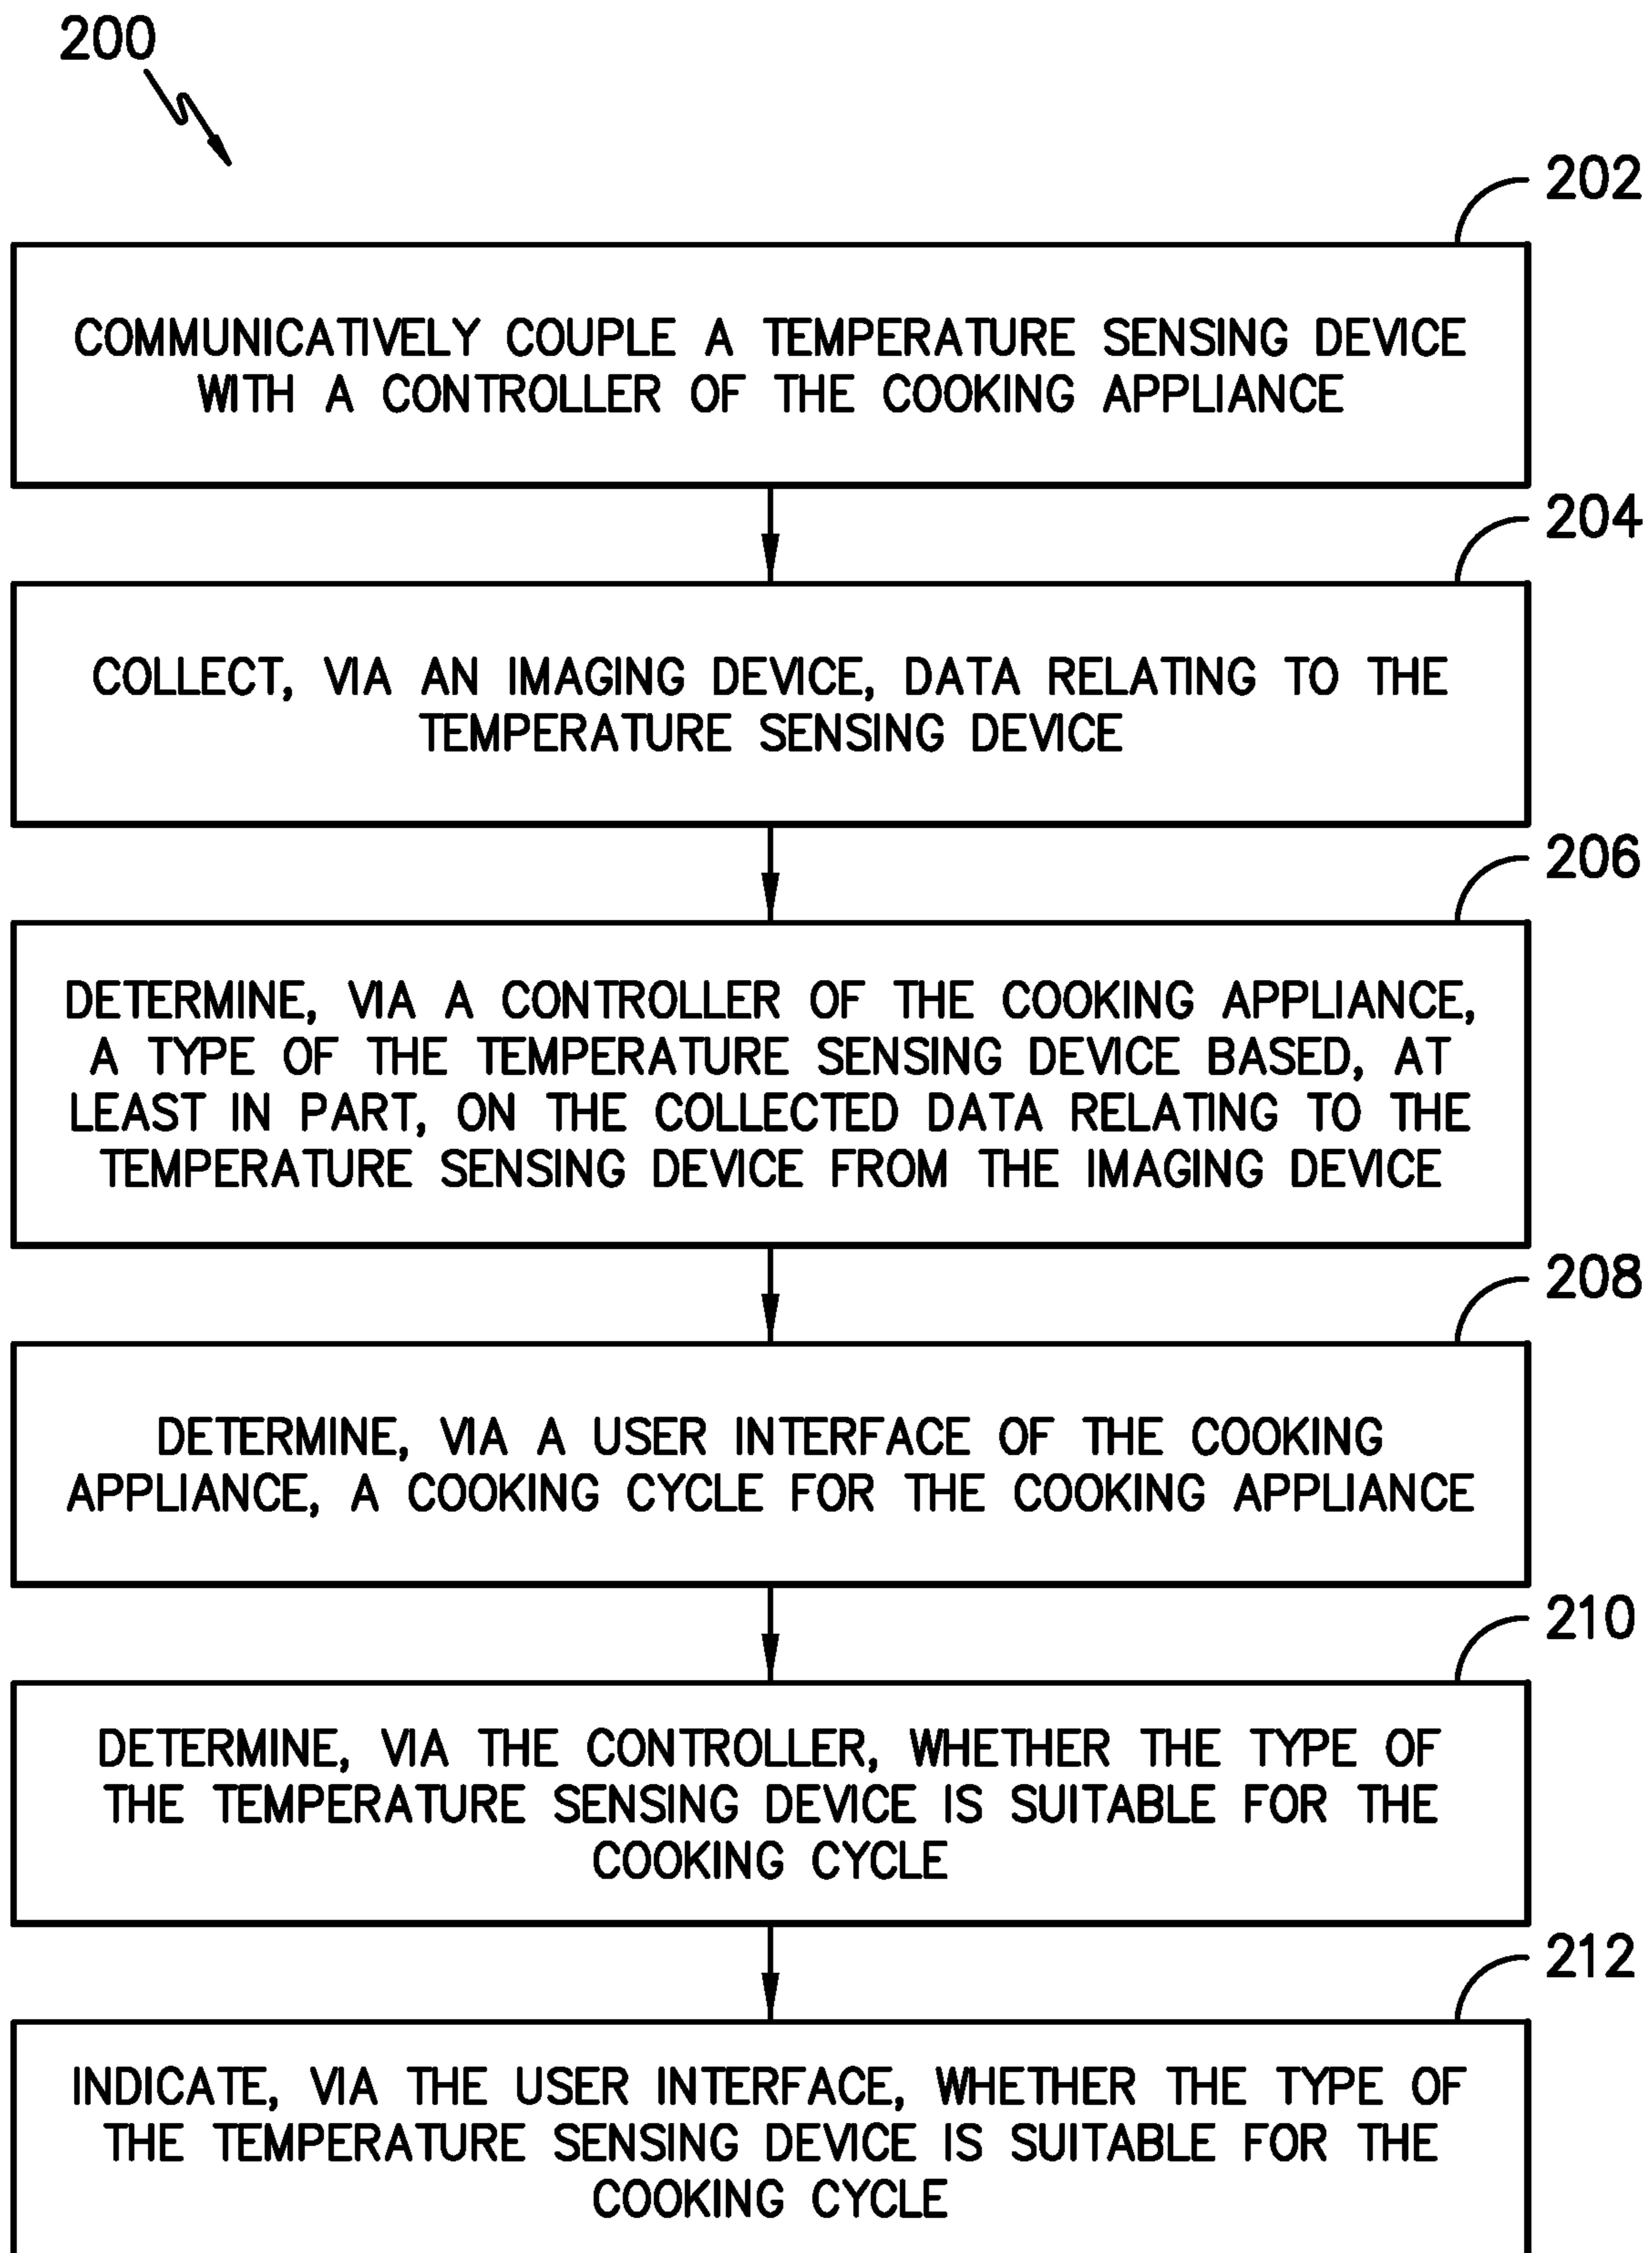 200
202
COMMUNICATIVELY COUPLE A TEMPERATURE SENSING DEVICE
WITH A CONTROLLER OF THE COOKING APPLIANCE
204
COLLECT, VIA AN IMAGING DEVICE, DATA RELATING TO THE
TEMPERATURE SENSING DEVICE
206
DETERMINE, VIA A CONTROLLER OF THE COOKING APPLIANCE,
A TYPE OF THE TEMPERATURE SENSING DEVICE BASED, AT
LEAST IN PART, ON THE COLLECTED DATA RELATING TO THE
TEMPERATURE SENSING DEVICE FROM THE IMAGING DEVICE
208
DETERMINE, VIA A USER INTERFACE OF THE COOKING
APPLIANCE, A COOKING CYCLE FOR THE COOKING APPLIANCE
210
DETERMINE, VIA THE CONTROLLER, WHETHER THE TYPE OF
THE TEMPERATURE SENSING DEVICE IS SUITABLE FOR THE
COOKING CYCLE
212
INDICATE, VIA THE USER INTERFACE, WHETHER THE TYPE OF
THE TEMPERATURE SENSING DEVICE IS SUITABLE FOR THE
COOKING CYCLE